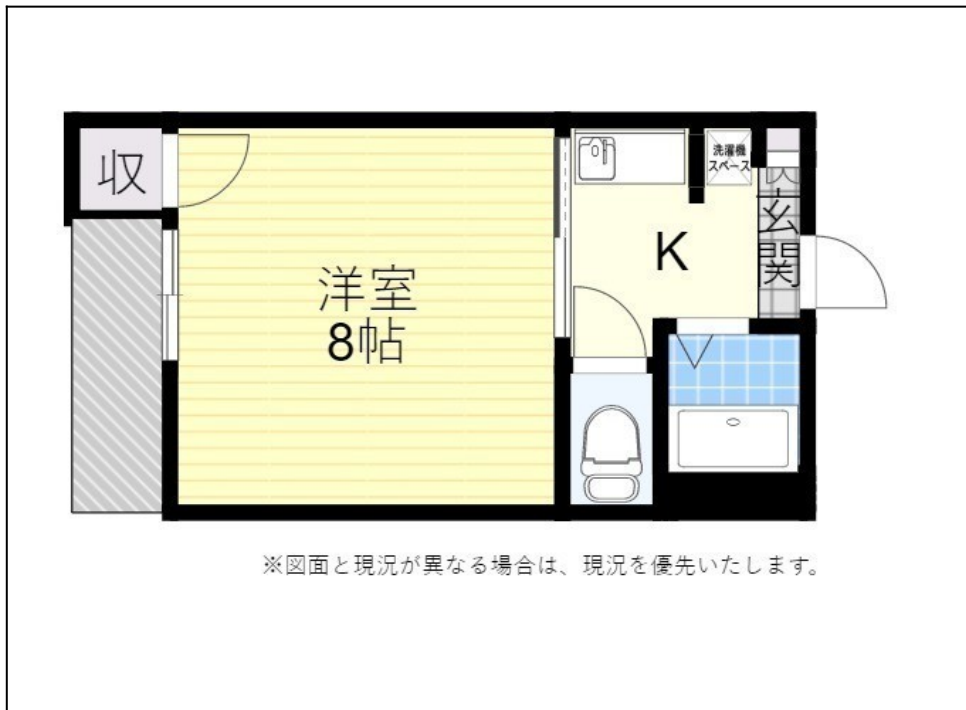 収
洋室
8帖
K
洗濯機
スペース
玄関
※図面と現況が異なる場合は、現況を優先いたします。